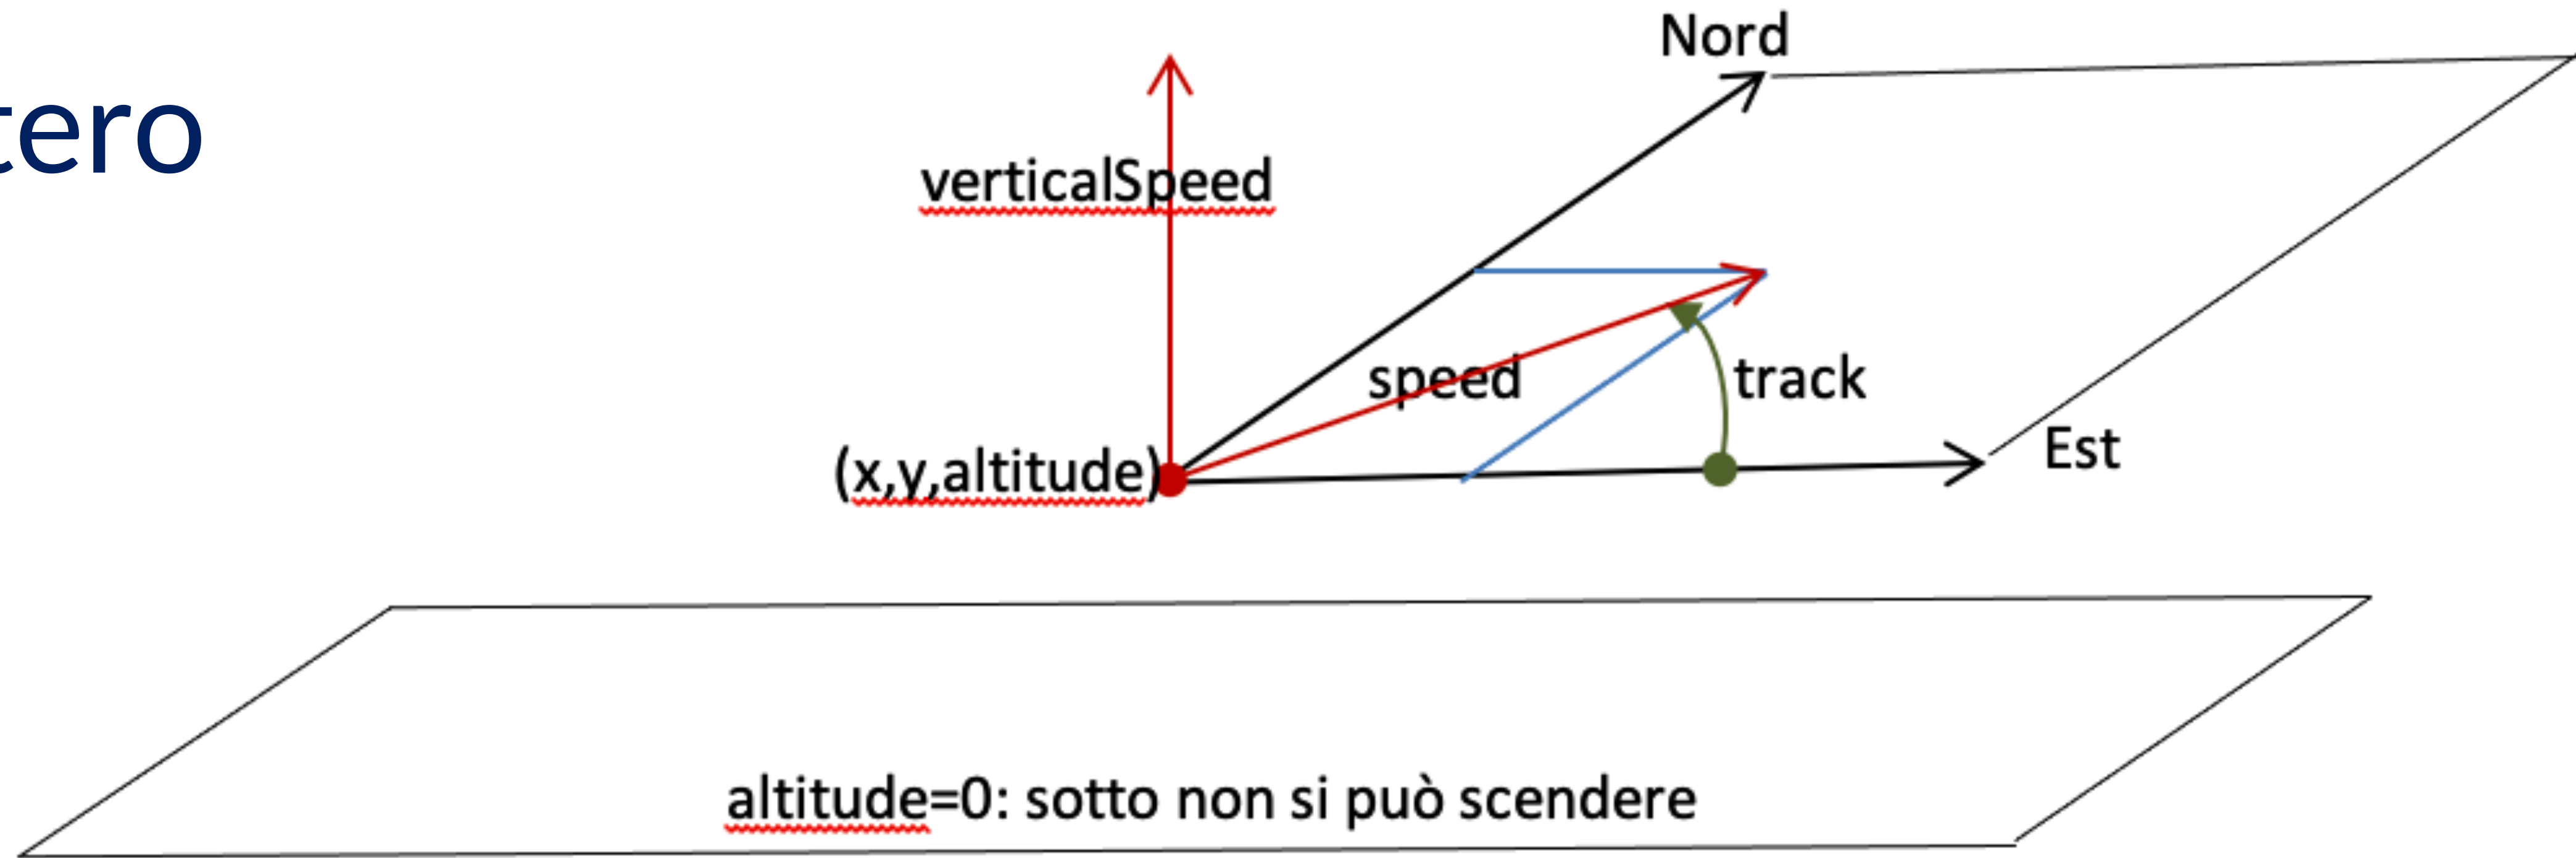 tero
Nord
verticalSpeed
speed
track
(x,y,altitude)
Est
altitude=0: sotto non si può scendere